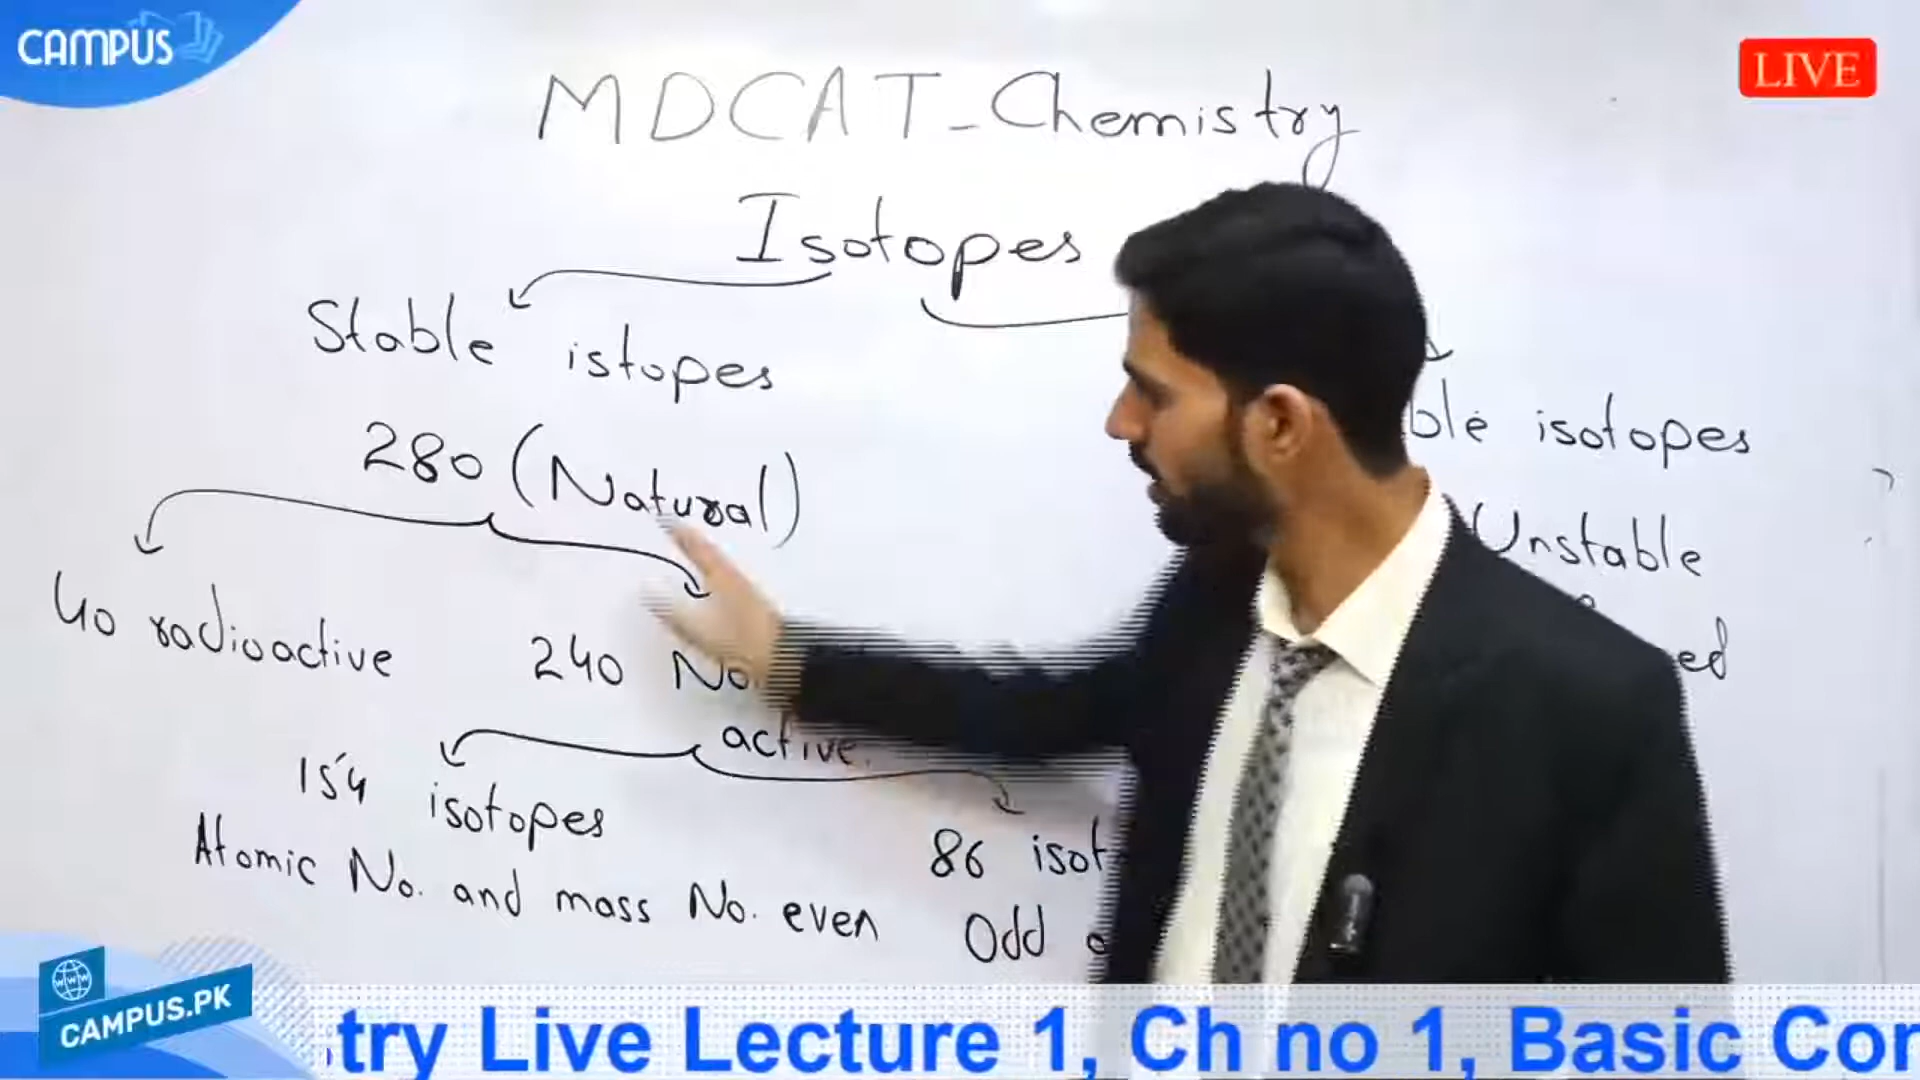 CAMPUS
LIVE
MDCAT-Chemistry
Isotopes
Stable istopes
isotopes
280 (Natural)
Unstable
40 radioactive
240
active
154 isotopes
86
Atomic No. and mass No. even
Odd
www
CAMPUS.PK
Live Lecture 1, Ch no 1, Basic